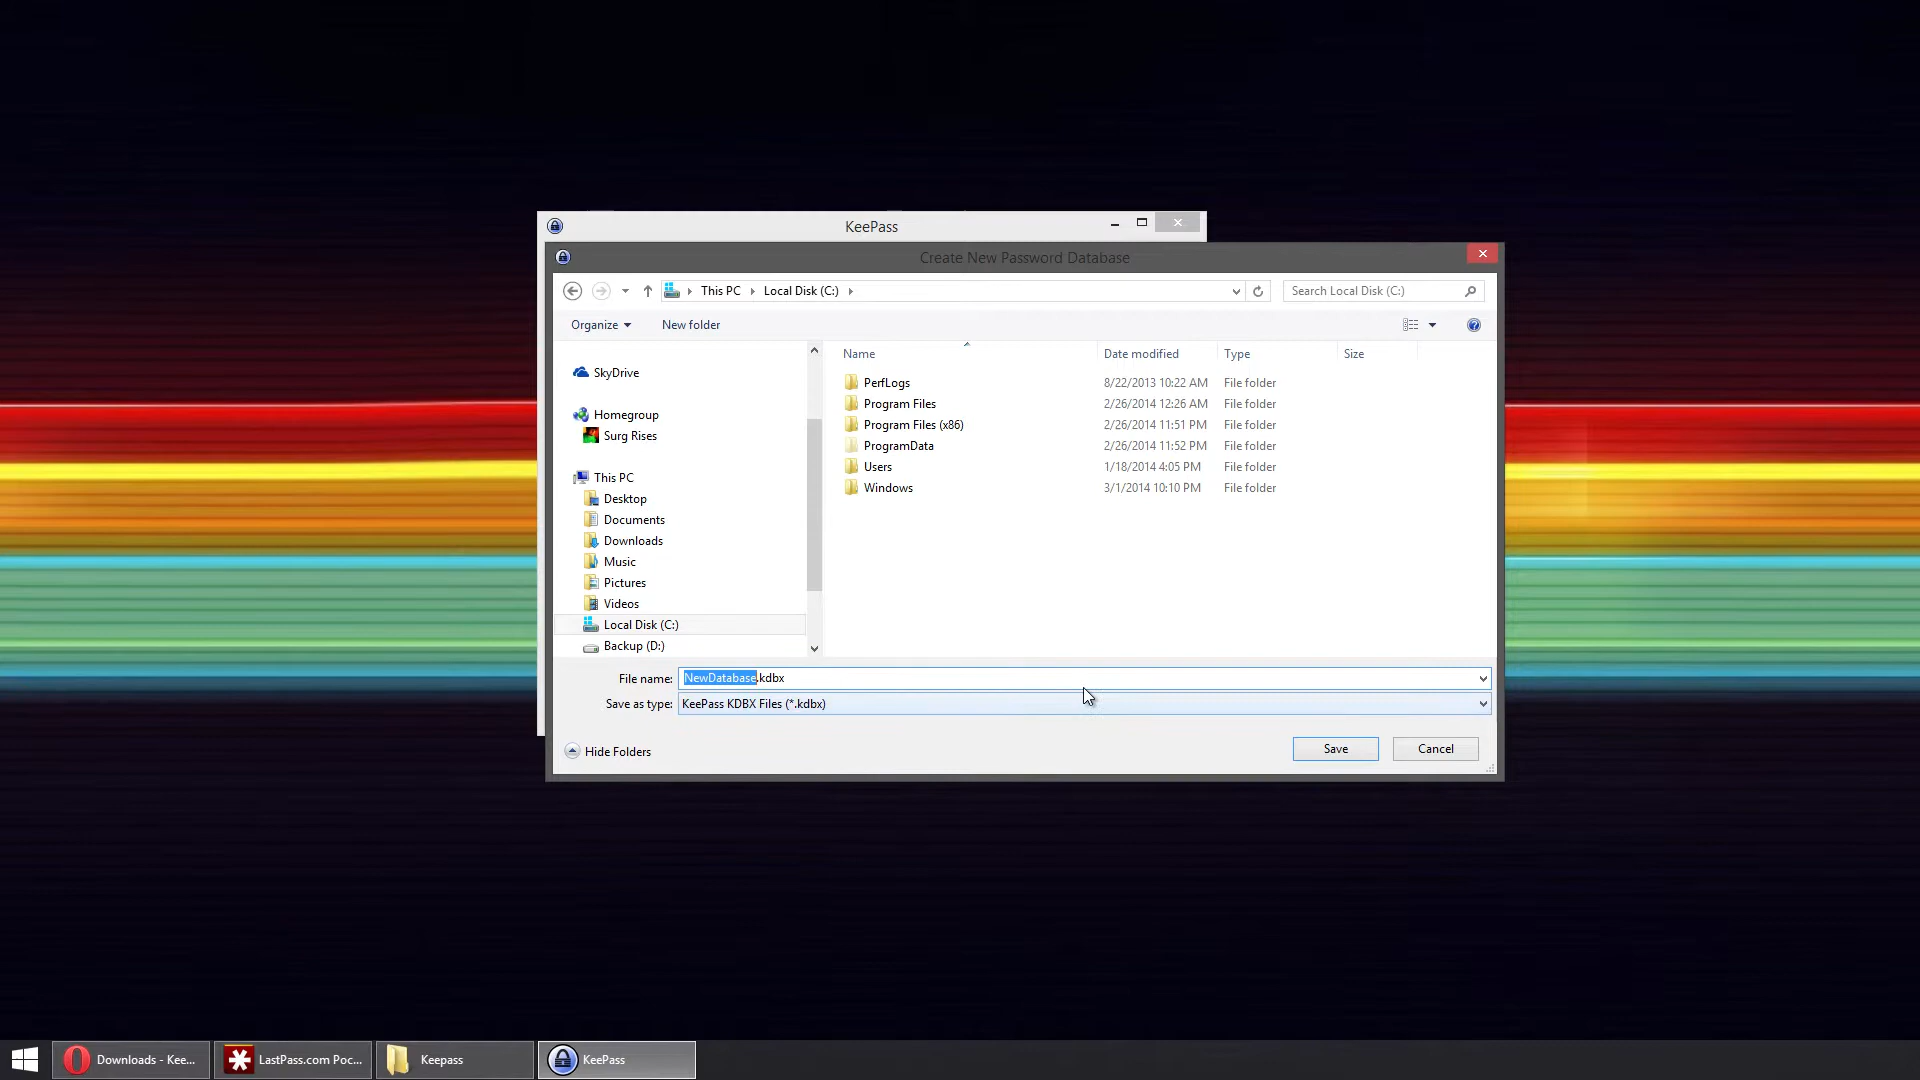 KeePass
Create New Password Database
This PC Local Disk (C:)
Search Local Disk (C:)
Organize
New folder
Name Date modified Type Size
SkyDrive
Homegroup
Surg Rises
This PC
Desktop
Documents
Downloads
Music
Pictures
Videos
Local Disk (C:)
Backup (D:)
PerfLogs 8/22/2013 10:22 AM File folder
Program Files 2/26/2014 12:26 AM File folder
Program Files (x86) 2/26/2014 11:51 PM File folder
ProgramData 2/26/2014 11:52 PM File folder
Users 1/18/2014 4:05 PM File folder
Windows 3/1/2014 10:10 PM File folder
File name: NewDatabase.kdbx
Save as type: KeePass KDBX Files (*.kdbx)
Hide Folders
Save
Cancel
Downloads - Kee...
LastPass.com Poc...
Keepass
KeePass